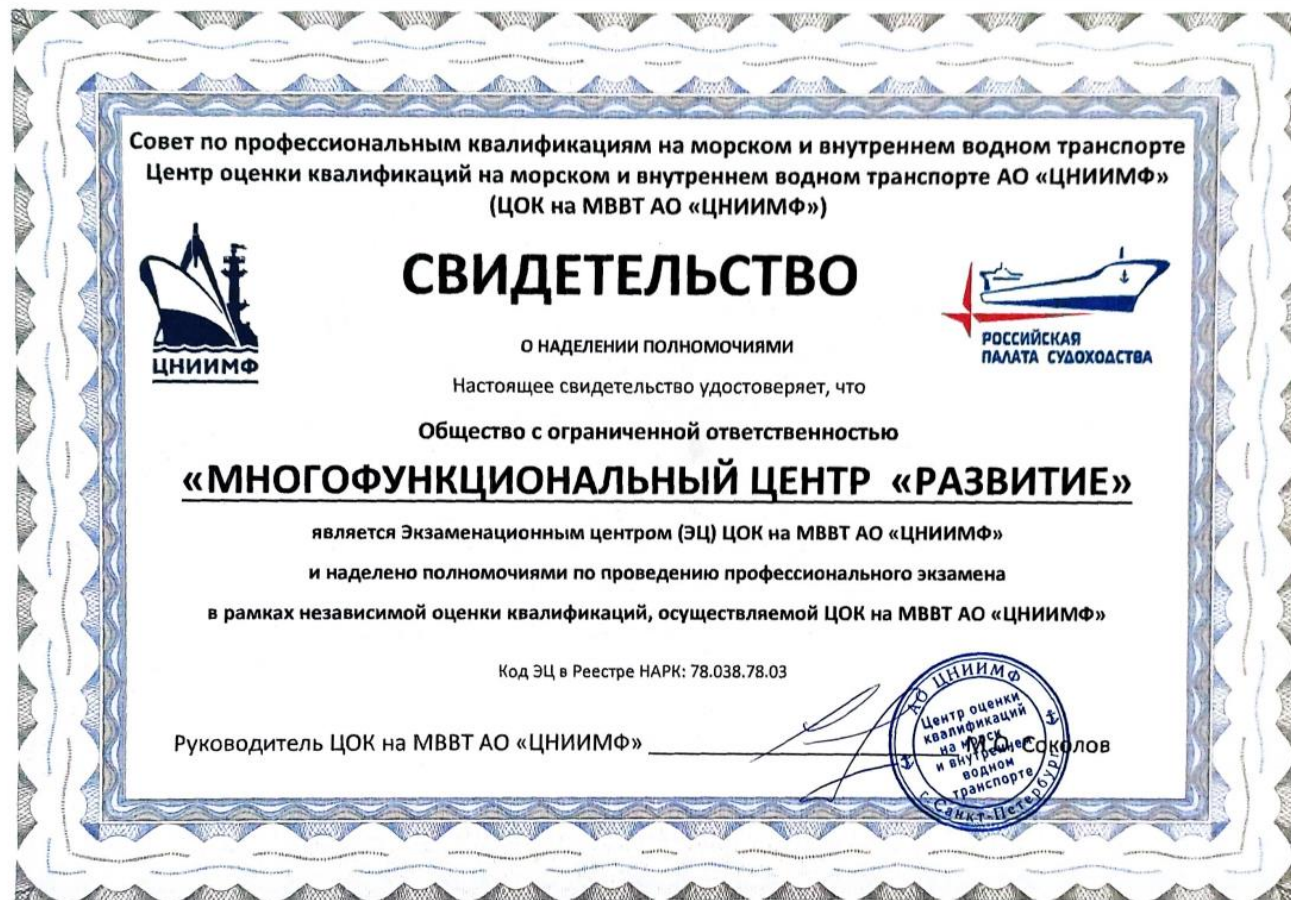 Совет по профессиональным квалификациям на морском и внутреннем водном транспорте
Центр оценки квалификаций на морском и внутреннем водном транспорте АО «ЦНИИМФ»
(ЦОК на МВВТ АО «ЦНИИМФ»)
ЦНИИМФ
СВИДЕТЕЛЬСТВО
РОССИЙСКАЯ
ПАЛАТА СУДОХОДСТВА
О НАДЕЛЕНИИ ПОЛНОМОЧИЯМИ
Настоящее свидетельство удостоверяет, что
Общество с ограниченной ответственностью
«МНОГОФУНКЦИОНАЛЬНЫЙ ЦЕНТР «РАЗВИТИЕ»
является Экзаменационным центром (ЭЦ) ЦОК на МВВТ АО «ЦНИИМФ»
и наделено полномочиями по проведению профессионального экзамена
в рамках независимой оценки квалификаций, осуществляемой ЦОК на МВВТ АО «ЦНИИМФ»
Код ЭЦ в Реестре НАРК: 78.038.78.03
Руководитель ЦОК на МВВТ АО «ЦНИИМФ» М.О. Соколов
АО ЦНИИМФ
Центр оценки
квалификаций
на морск
и внутреннем
водном
транспорте
г. Санкт-Петербург